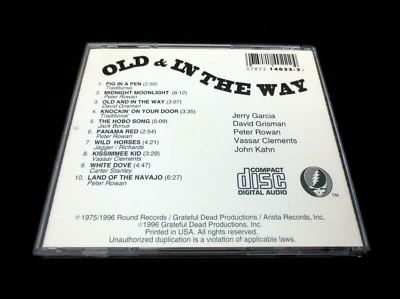 OLD & IN THE WAY
07822 14032-2
1. PIG IN A PEN (2:50)
Traditional
2. MIDNIGHT MOONLIGHT (6:12)
Peter Rowan
3. OLD AND IN THE WAY (3:07)
David Grisman
4. KNOCKIN' ON YOUR DOOR (3:35)
Traditional
5. THE HOBO SONG (5:09)
Jack Bonus
6. PANAMA RED (2:54)
Peter Rowan
7. WILD HORSES (4:21)
Jagger / Richards
8. KISSIMMEE KID (3:29)
Vassar Clements
9. WHITE DOVE (4:52)
Carter Stanley
10. LAND OF THE NAVAJO (6:27)
Peter Rowan
Jerry Garcia
David Grisman
Peter Rowan
Vassar Clements
John Kahn
COMPACT
disc
DIGITAL AUDIO
TM
℗1975/1996 Round Records / Grateful Dead Productions / Arista Records, Inc.
©1996 Grateful Dead Productions, Inc.
Printed in USA. All rights reserved.
Unauthorized duplication is a violation of applicable laws.